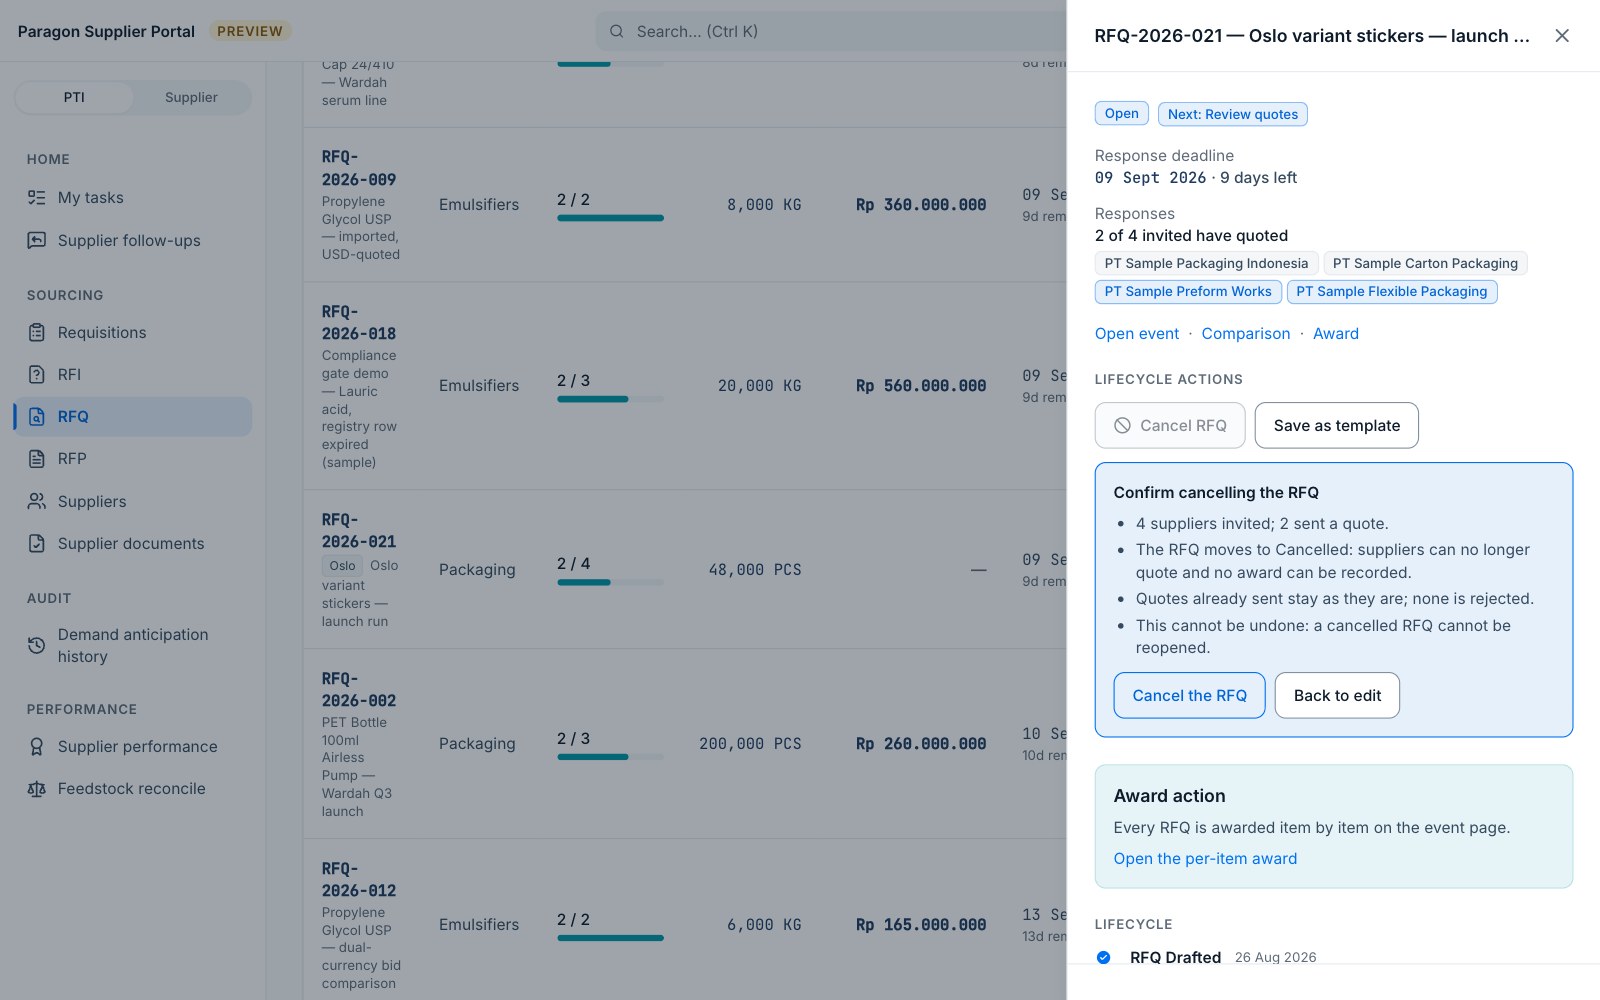 Paragon Supplier Portal PREVIEW
Search... (Ctrl K)
PTI Supplier
HOME
My tasks
Supplier follow-ups
SOURCING
Requisitions
RFI
RFQ
RFP
Suppliers
Supplier documents
AUDIT
Demand anticipation
history
PERFORMANCE
Supplier performance
Feedstock reconcile
Cap 24/410
— Wardah
serum line
8d rem
RFQ-
2026-009
Propylene
Glycol USP
— imported,
USD-quoted
Emulsifiers
2 / 2
8,000 KG
Rp 360.000.000
09 Se
9d rem
RFQ-
2026-018
Compliance
gate demo
— Lauric
acid,
registry row
expired
(sample)
Emulsifiers
2 / 3
20,000 KG
Rp 560.000.000
09 Se
9d rem
RFQ-
2026-021
Oslo Oslo
variant
stickers —
launch run
Packaging
2 / 4
48,000 PCS
—
09 Se
9d rem
RFQ-
2026-002
PET Bottle
100ml
Airless
Pump —
Wardah Q3
launch
Packaging
2 / 3
200,000 PCS
Rp 260.000.000
10 Se
10d rem
RFQ-
2026-012
Propylene
Glycol USP
— dual-
currency bid
comparison
Emulsifiers
2 / 2
6,000 KG
Rp 165.000.000
13 Se
13d rem
RFQ-2026-021 — Oslo variant stickers — launch ...
Open Next: Review quotes
Response deadline
09 Sept 2026 · 9 days left
Responses
2 of 4 invited have quoted
PT Sample Packaging Indonesia PT Sample Carton Packaging
PT Sample Preform Works PT Sample Flexible Packaging
Open event · Comparison · Award
LIFECYCLE ACTIONS
Cancel RFQ Save as template
Confirm cancelling the RFQ
• 4 suppliers invited; 2 sent a quote.
• The RFQ moves to Cancelled: suppliers can no longer
quote and no award can be recorded.
• Quotes already sent stay as they are; none is rejected.
• This cannot be undone: a cancelled RFQ cannot be
reopened.
Cancel the RFQ Back to edit
Award action
Every RFQ is awarded item by item on the event page.
Open the per-item award
LIFECYCLE
RFQ Drafted 26 Aug 2026